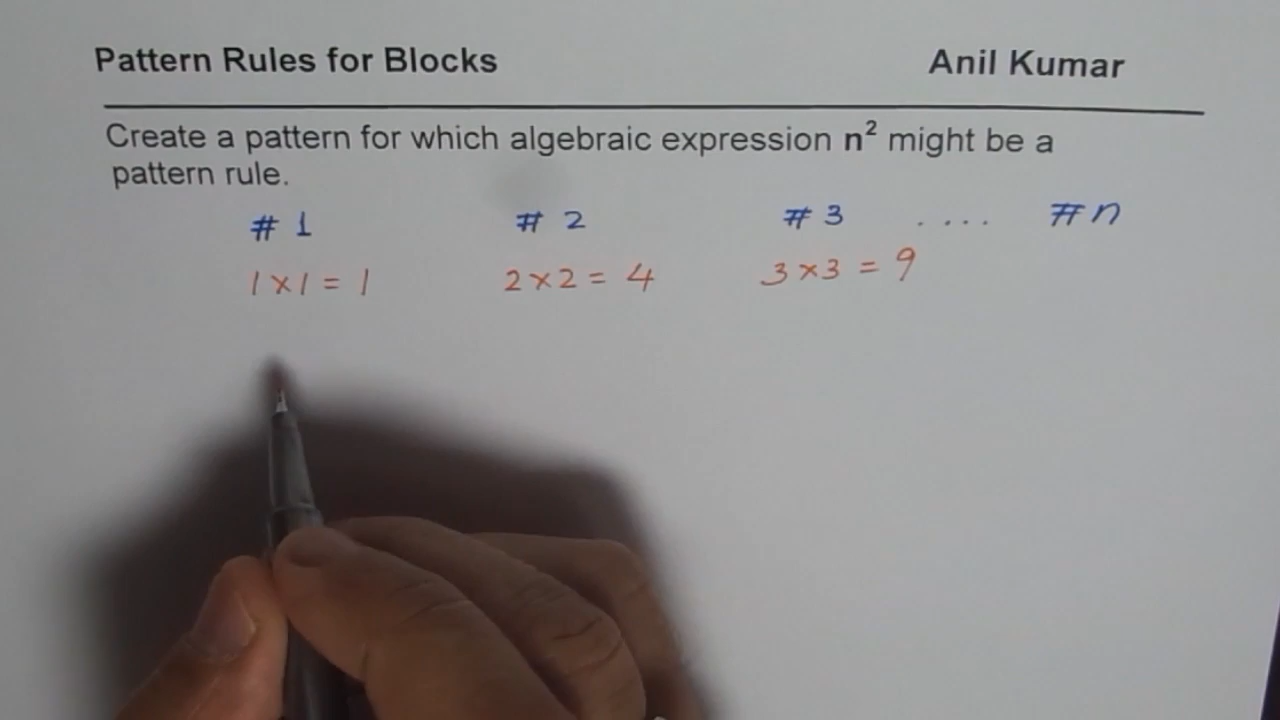 Pattern Rules for Blocks Anil Kumar
Create a pattern for which algebraic expression n² might be a
pattern rule.
# 1 # 2 # 3 .... # n
1 x 1 = 1 2 x 2 = 4 3 x 3 = 9